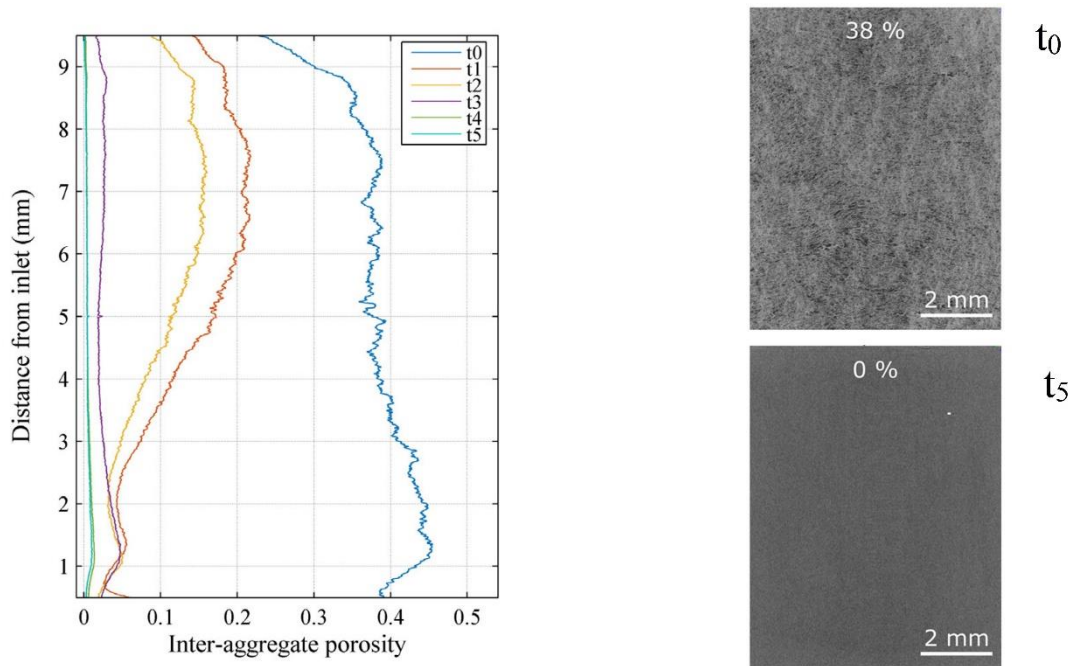 9
8
7
6
5
4
3
2
1
Distance from inlet (mm)
0
0.1
0.2
0.3
0.4
0.5
Inter-aggregate porosity
t0
t1
t2
t3
t4
t5
38 %
2 mm
t0
0 %
2 mm
t5